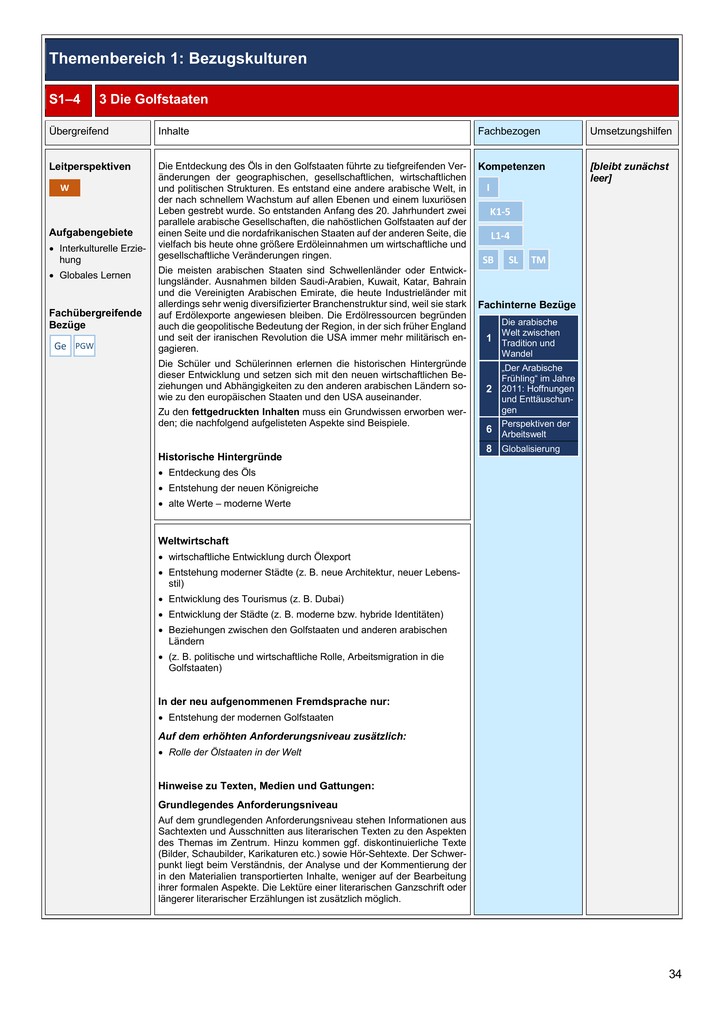 Themenbereich 1: Bezugskulturen
S1–4 3 Die Golfstaaten
Übergreifend
Inhalte
Fachbezogen
Umsetzungshilfen
Leitperspektiven
W
Aufgabengebiete
• Interkulturelle Erzie-
hung
• Globales Lernen
Fachübergreifende
Bezüge
Ge PGW
Die Entdeckung des Öls in den Golfstaaten führte zu tiefgreifenden Ver-
änderungen der geographischen, gesellschaftlichen, wirtschaftlichen
und politischen Strukturen. Es entstand eine andere arabische Welt, in
der nach schnellem Wachstum auf allen Ebenen und einem luxuriösen
Leben gestrebt wurde. So entstanden Anfang des 20. Jahrhundert zwei
parallele arabische Gesellschaften, die nahöstlichen Golfstaaten auf der
einen Seite und die nordafrikanischen Staaten auf der anderen Seite, die
vielfach bis heute ohne größere Erdöleinnahmen um wirtschaftliche und
gesellschaftliche Veränderungen ringen.
Die meisten arabischen Staaten sind Schwellenländer oder Entwick-
lungsländer. Ausnahmen bilden Saudi-Arabien, Kuwait, Katar, Bahrain
und die Vereinigten Arabischen Emirate, die heute Industrieländer mit
allerdings sehr wenig diversifizierter Branchenstruktur sind, weil sie stark
auf Erdölexporte angewiesen bleiben. Die Erdölressourcen begründen
auch die geopolitische Bedeutung der Region, in der sich früher England
und seit der iranischen Revolution die USA immer mehr militärisch en-
gagieren.
Die Schüler und Schülerinnen erlernen die historischen Hintergründe
dieser Entwicklung und setzen sich mit den neuen wirtschaftlichen Be-
ziehungen und Abhängigkeiten zu den anderen arabischen Ländern so-
wie zu den europäischen Staaten und den USA auseinander.
Zu den fettgedruckten Inhalten muss ein Grundwissen erworben wer-
den; die nachfolgend aufgelisteten Aspekte sind Beispiele.
Historische Hintergründe
• Entdeckung des Öls
• Entstehung der neuen Königreiche
• alte Werte – moderne Werte
Weltwirtschaft
• wirtschaftliche Entwicklung durch Ölexport
• Entstehung moderner Städte (z. B. neue Architektur, neuer Lebens-
stil)
• Entwicklung des Tourismus (z. B. Dubai)
• Entwicklung der Städte (z. B. moderne bzw. hybride Identitäten)
• Beziehungen zwischen den Golfstaaten und anderen arabischen
Ländern
• (z. B. politische und wirtschaftliche Rolle, Arbeitsmigration in die
Golfstaaten)
In der neu aufgenommenen Fremdsprache nur:
• Entstehung der modernen Golfstaaten
Auf dem erhöhten Anforderungsniveau zusätzlich:
• Rolle der Ölstaaten in der Welt
Hinweise zu Texten, Medien und Gattungen:
Grundlegendes Anforderungsniveau
Auf dem grundlegenden Anforderungsniveau stehen Informationen aus
Sachtexten und Ausschnitten aus literarischen Texten zu den Aspekten
des Themas im Zentrum. Hinzu kommen ggf. diskontinuierliche Texte
(Bilder, Schaubilder, Karikaturen etc.) sowie Hör-Sehtexte. Der Schwer-
punkt liegt beim Verständnis, der Analyse und der Kommentierung der
in den Materialien transportierten Inhalte, weniger auf der Bearbeitung
ihrer formalen Aspekte. Die Lektüre einer literarischen Ganzschrift oder
längerer literarischer Erzählungen ist zusätzlich möglich.
Kompetenzen
I
K1-5
L1-4
SB SL TM
Fachinterne Bezüge
1 Die arabische
Welt zwischen
Tradition und
Wandel
2 „Der Arabische
Frühling“ im Jahre
2011: Hoffnungen
und Enttäuschun-
gen
6 Perspektiven der
Arbeitswelt
8 Globalisierung
[bleibt zunächst
leer]
34